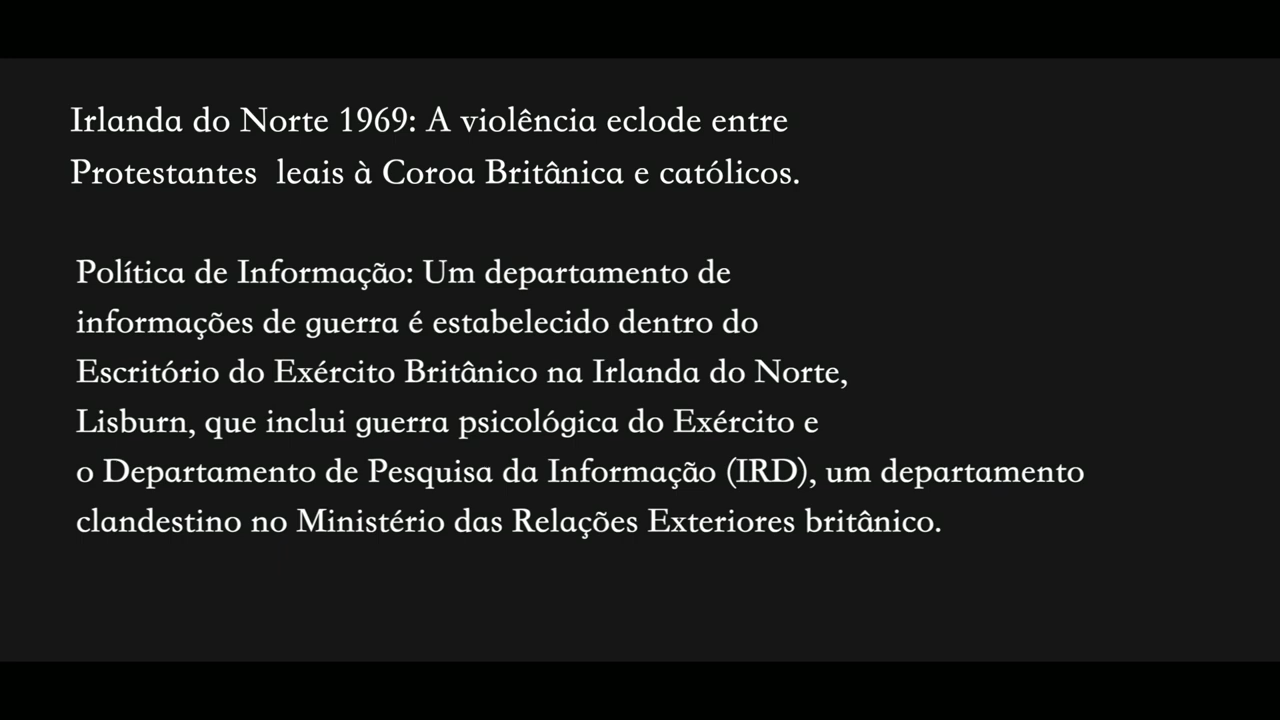 Irlanda do Norte 1969: A violência eclode entre
Protestantes  leais à Coroa Britânica e católicos.
Política de Informação: Um departamento de
informações de guerra é estabelecido dentro do
Escritório do Exército Britânico na Irlanda do Norte,
Lisburn, que inclui guerra psicológica do Exército e
o Departamento de Pesquisa da Informação (IRD), um departamento
clandestino no Ministério das Relações Exteriores britânico.